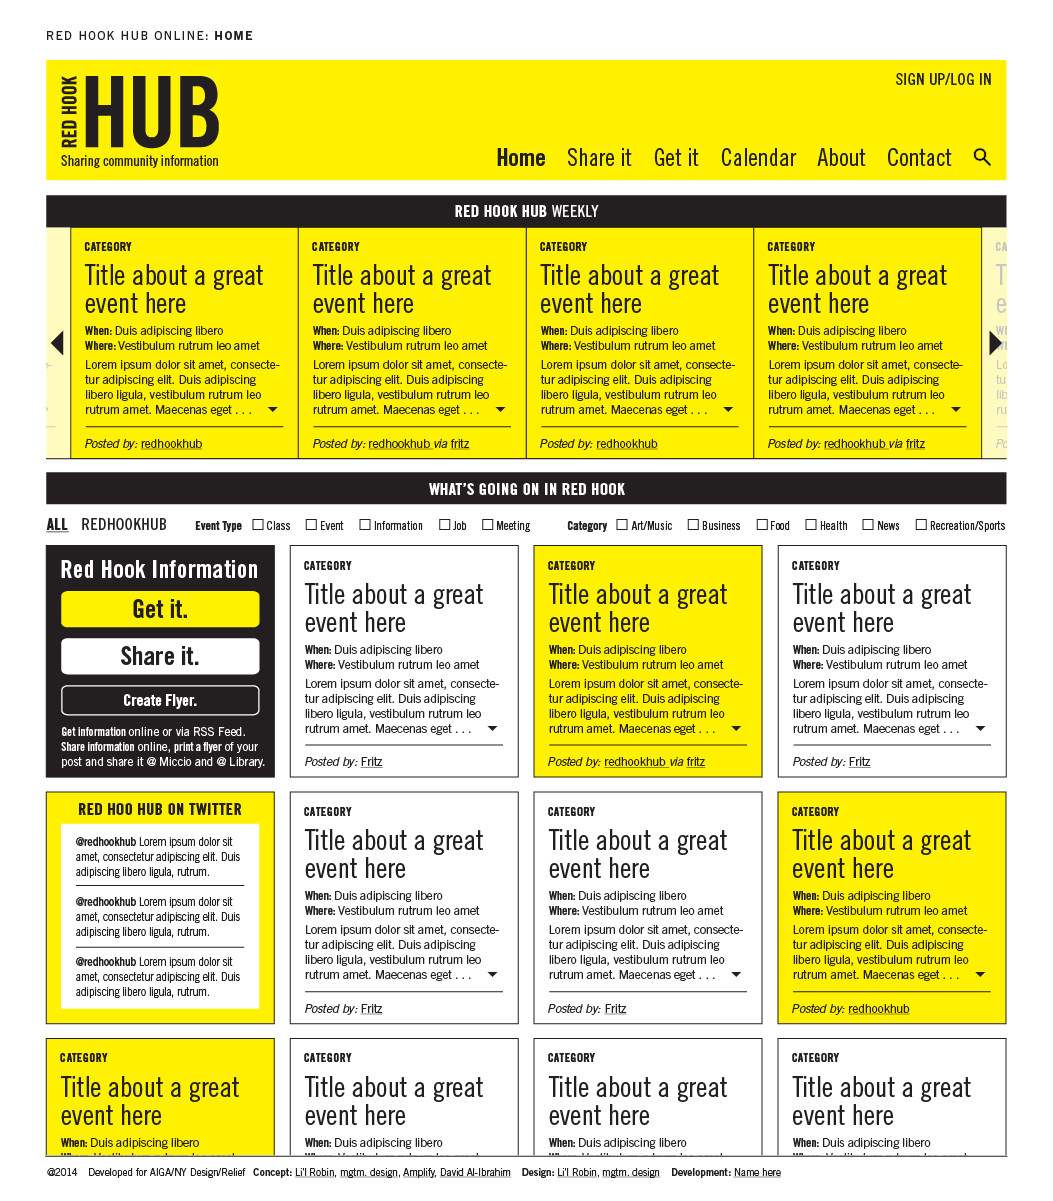 RED HOOK HUB ONLINE: HOME
SIGN UP/LOG IN
RED HOOK
HUB
Sharing community information
Home Share it Get it Calendar About Contact
RED HOOK HUB WEEKLY
CATEGORY
Title about a great
event here
When: Duis adipiscing libero
Where: Vestibulum rutrum leo amet
Lorem ipsum dolor sit amet, consecte-
tur adipiscing elit. Duis adipiscing
libero ligula, vestibulum rutrum leo
rutrum amet. Maecenas eget . . .
Posted by: redhookhub
CATEGORY
Title about a great
event here
When: Duis adipiscing libero
Where: Vestibulum rutrum leo amet
Lorem ipsum dolor sit amet, consecte-
tur adipiscing elit. Duis adipiscing
libero ligula, vestibulum rutrum leo
rutrum amet. Maecenas eget . . .
Posted by: redhookhub via fritz
CATEGORY
Title about a great
event here
When: Duis adipiscing libero
Where: Vestibulum rutrum leo amet
Lorem ipsum dolor sit amet, consecte-
tur adipiscing elit. Duis adipiscing
libero ligula, vestibulum rutrum leo
rutrum amet. Maecenas eget . . .
Posted by: redhookhub
CATEGORY
Title about a great
event here
When: Duis adipiscing libero
Where: Vestibulum rutrum leo amet
Lorem ipsum dolor sit amet, consecte-
tur adipiscing elit. Duis adipiscing
libero ligula, vestibulum rutrum leo
rutrum amet. Maecenas eget . . .
Posted by: redhookhub via fritz
WHAT'S GOING ON IN RED HOOK
ALL REDHOOKHUB Event Type Class Event Information Job Meeting Category Art/Music Business Food Health News Recreation/Sports
Red Hook Information
Get it.
Share it.
Create Flyer.
Get information online or via RSS Feed.
Share information online, print a flyer of your
post and share it @ Miccio and @ Library.
CATEGORY
Title about a great
event here
When: Duis adipiscing libero
Where: Vestibulum rutrum leo amet
Lorem ipsum dolor sit amet, consecte-
tur adipiscing elit. Duis adipiscing
libero ligula, vestibulum rutrum leo
rutrum amet. Maecenas eget . . .
Posted by: Fritz
CATEGORY
Title about a great
event here
When: Duis adipiscing libero
Where: Vestibulum rutrum leo amet
Lorem ipsum dolor sit amet, consecte-
tur adipiscing elit. Duis adipiscing
libero ligula, vestibulum rutrum leo
rutrum amet. Maecenas eget . . .
Posted by: redhookhub via fritz
CATEGORY
Title about a great
event here
When: Duis adipiscing libero
Where: Vestibulum rutrum leo amet
Lorem ipsum dolor sit amet, consecte-
tur adipiscing elit. Duis adipiscing
libero ligula, vestibulum rutrum leo
rutrum amet. Maecenas eget . . .
Posted by: Fritz
RED HOO HUB ON TWITTER
@redhookhub Lorem ipsum dolor sit
amet, consectetur adipiscing elit. Duis
adipiscing libero ligula, rutrum.
@redhookhub Lorem ipsum dolor sit
amet, consectetur adipiscing elit. Duis
adipiscing libero ligula, rutrum.
@redhookhub Lorem ipsum dolor sit
amet, consectetur adipiscing elit. Duis
adipiscing libero ligula, rutrum.
CATEGORY
Title about a great
event here
When: Duis adipiscing libero
Where: Vestibulum rutrum leo amet
Lorem ipsum dolor sit amet, consecte-
tur adipiscing elit. Duis adipiscing
libero ligula, vestibulum rutrum leo
rutrum amet. Maecenas eget . . .
Posted by: Fritz
CATEGORY
Title about a great
event here
When: Duis adipiscing libero
Where: Vestibulum rutrum leo amet
Lorem ipsum dolor sit amet, consecte-
tur adipiscing elit. Duis adipiscing
libero ligula, vestibulum rutrum leo
rutrum amet. Maecenas eget . . .
Posted by: Fritz
CATEGORY
Title about a great
event here
When: Duis adipiscing libero
Where: Vestibulum rutrum leo amet
Lorem ipsum dolor sit amet, consecte-
tur adipiscing elit. Duis adipiscing
libero ligula, vestibulum rutrum leo
rutrum amet. Maecenas eget . . .
Posted by: redhookhub
CATEGORY
Title about a great
event here
When: Duis adipiscing libero
CATEGORY
Title about a great
event here
When: Duis adipiscing libero
CATEGORY
Title about a great
event here
When: Duis adipiscing libero
CATEGORY
Title about a great
event here
When: Duis adipiscing libero
@2014 Developed for AIGA/NY Design/Relief Concept: Li'l Robin, mgtm. design, Amplify, David Al-Ibrahim Design: Li'l Robin, mgtm. design Development: Name here